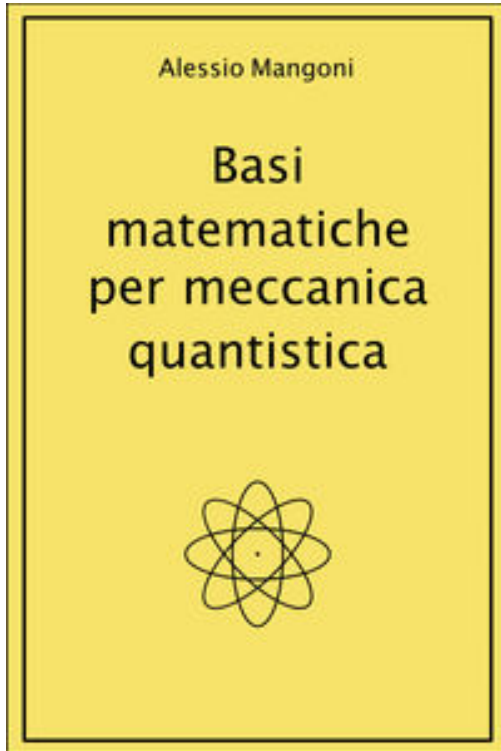 Alessio Mangoni
Basi
matematiche
per meccanica
quantistica